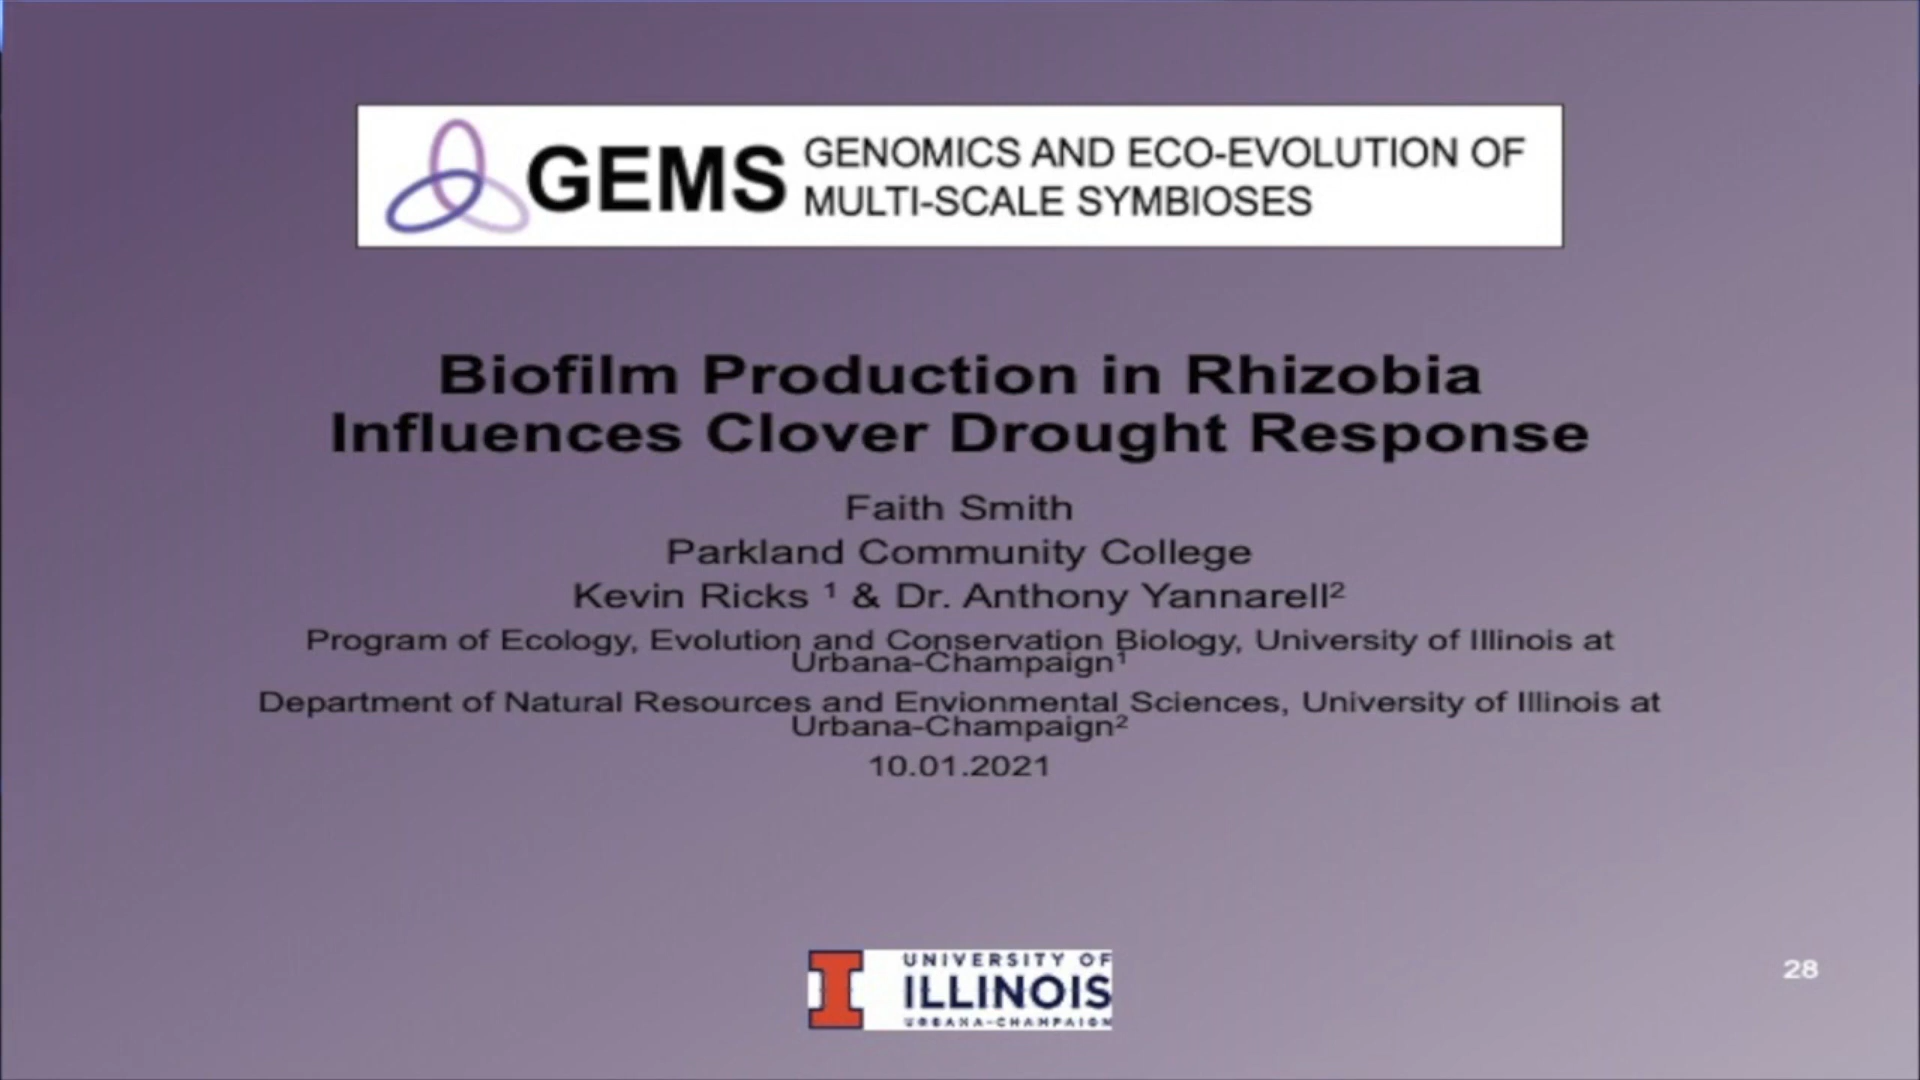 GEMS
GENOMICS AND ECO-EVOLUTION OF
MULTI-SCALE SYMBIOSES
Biofilm Production in Rhizobia
Influences Clover Drought Response
Faith Smith
Parkland Community College
Kevin Ricks ¹ & Dr. Anthony Yannarell²
Program of Ecology, Evolution and Conservation Biology, University of Illinois at
Urbana-Champaign¹
Department of Natural Resources and Envionmental Sciences, University of Illinois at
Urbana-Champaign²
10.01.2021
UNIVERSITY OF
ILLINOIS
URBANA-CHAMPAIGN
28